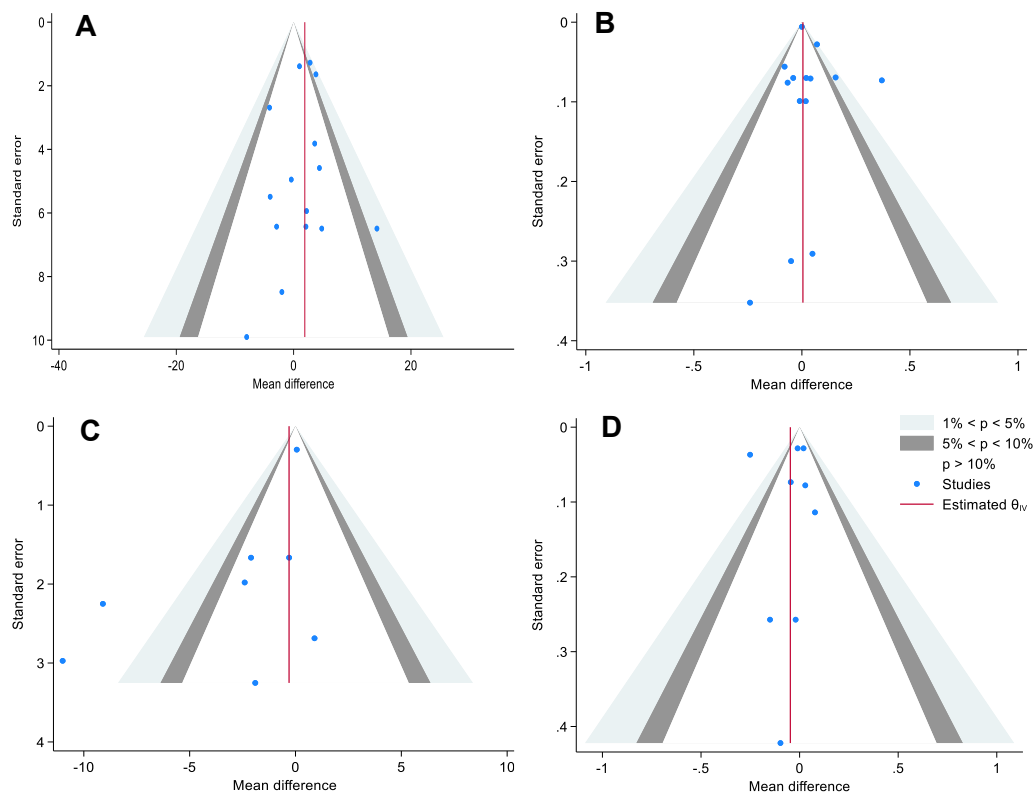 A
0
2
4
6
8
10
Standard error
-40
-20
0
20
Mean difference
B
0
.1
.2
.3
.4
Standard error
-1
-.5
0
.5
1
Mean difference
C
0
1
2
3
4
Standard error
-10
-5
0
5
10
Mean difference
D
0
.1
.2
.3
.4
Standard error
-1
-.5
0
.5
1
Mean difference
1% < p < 5%
5% < p < 10%
p > 10%
Studies
Estimated θIV